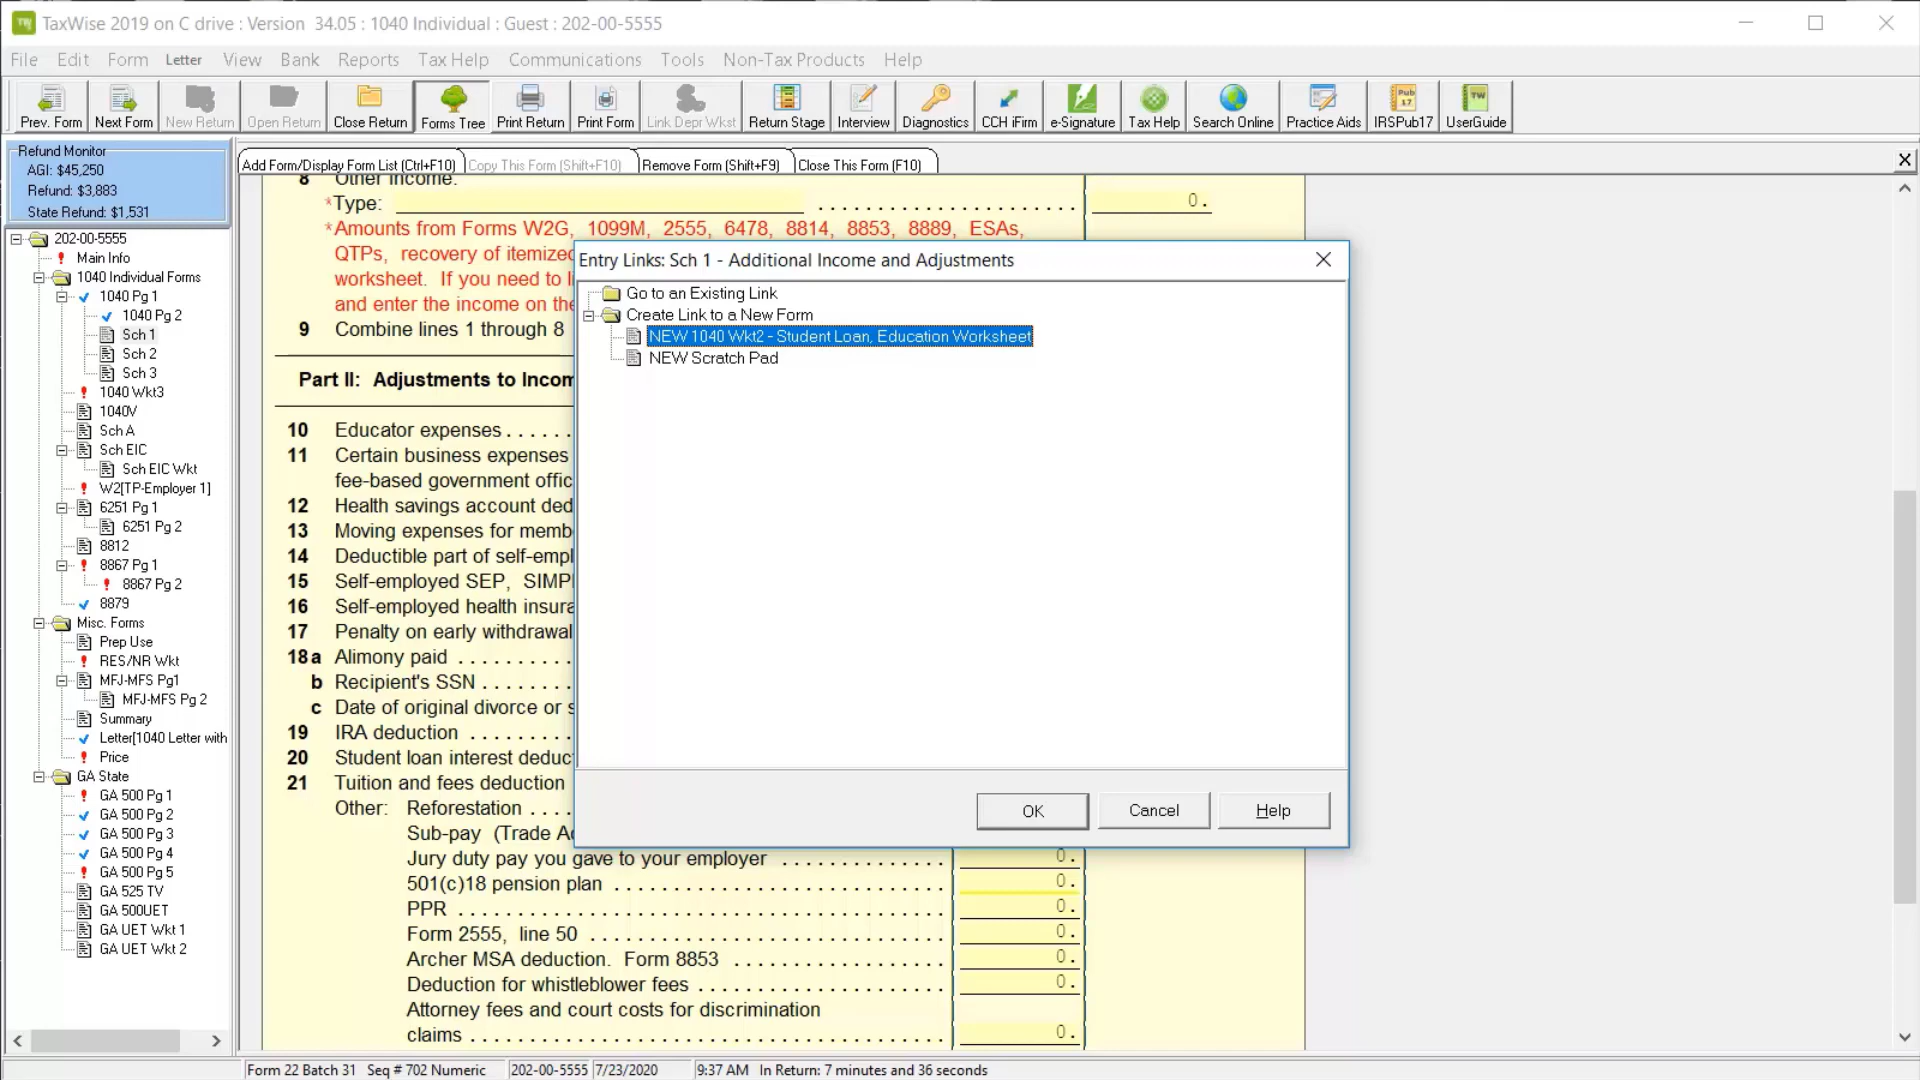 TaxWise 2019 on C drive : Version 34.05 : 1040 Individual : Guest : 202-00-5555
File Edit Form Letter View Bank Reports Tax Help Communications Tools Non-Tax Products Help
Prev. Form Next Form New Return Open Return Close Return Forms Tree Print Return Print Form Link Depr Wkst Return Stage Interview Diagnostics CCH iFirm e-Signature Tax Help Search Online Practice Aids IRSPub17 UserGuide
Refund Monitor
AGI: $45,250
Refund: $3,883
State Refund: $1,531
202-00-5555
Main Info
1040 Individual Forms
1040 Pg 1
1040 Pg 2
Sch 1
Sch 2
Sch 3
1040 Wkt3
1040V
Sch A
Sch EIC
Sch EIC Wkt
W2[TP-Employer 1]
6251 Pg 1
6251 Pg 2
8812
8867 Pg 1
8867 Pg 2
8879
Misc. Forms
Prep Use
RES/NR Wkt
MFJ-MFS Pg1
MFJ-MFS Pg 2
Summary
Letter[1040 Letter with
Price
GA State
GA 500 Pg 1
GA 500 Pg 2
GA 500 Pg 3
GA 500 Pg 4
GA 500 Pg 5
GA 525 TV
GA 500UET
GA UET Wkt 1
GA UET Wkt 2
Add Form/Display Form List (Ctrl+F10) Copy This Form (Shift+F10) Remove Form (Shift+F9) Close This Form (F10)
8 Other income.
*Type: 0.
*Amounts from Forms W2G, 1099M, 2555, 6478, 8814, 8853, 8889, ESAs,
QTPs, recovery of itemized
worksheet. If you need to
and enter the income on the
9 Combine lines 1 through 8
Part II: Adjustments to Incom
10 Educator expenses . . . . . .
11 Certain business expenses
fee-based government offic
12 Health savings account ded
13 Moving expenses for memb
14 Deductible part of self-empl
15 Self-employed SEP, SIMP
16 Self-employed health insura
17 Penalty on early withdrawal
18 a Alimony paid . . . . . . . . .
b Recipient's SSN . . . . . . .
c Date of original divorce or s
19 IRA deduction . . . . . . . .
20 Student loan interest deduc
21 Tuition and fees deduction
Other: Reforestation . . . .
Sub-pay (Trade A
Jury duty pay you gave to your employer . . . . . . . . . . . . . 0.
501(c)18 pension plan . . . . . . . . . . . . . . . . . . . . . . . . . . 0.
PPR . . . . . . . . . . . . . . . . . . . . . . . . . . . . . . . . . . . . . . 0.
Form 2555, line 50 . . . . . . . . . . . . . . . . . . . . . . . . . . . . 0.
Archer MSA deduction. Form 8853 . . . . . . . . . . . . . . . . . 0.
Deduction for whistleblower fees . . . . . . . . . . . . . . . . . . . 0.
Attorney fees and court costs for discrimination
claims . . . . . . . . . . . . . . . . . . . . . . . . . . . . . . . . . . . . . 0.
Entry Links: Sch 1 - Additional Income and Adjustments
Go to an Existing Link
Create Link to a New Form
NEW 1040 Wkt2 - Student Loan, Education Worksheet
NEW Scratch Pad
OK Cancel Help
Form 22 Batch 31 Seq # 702 Numeric 202-00-5555 7/23/2020 9:37 AM In Return: 7 minutes and 36 seconds